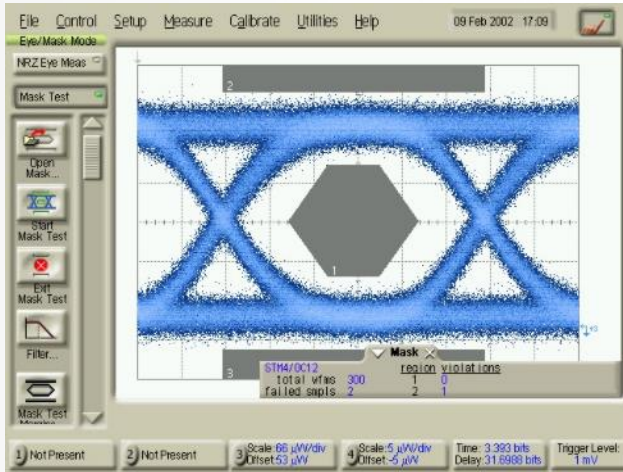 File Control Setup Measure Calibrate Utilities Help 09 Feb 2002 17:09
Eye/Mask Mode
NRZ Eye Meas
Mask Test
Open
Mask...
Start
Mask Test
Exit
Mask Test
Filter...
Mask Test
2
1
3
Mask
STM4/OC12 region violations
total wfms 300 1 0
failed smpls 2 2 1
1) Not Present
2) Not Present
3) Scale:66 µW/div
Offset:53 µW
4) Scale:5 µW/div
Offset:-5 µW
Time: 3.393 bits
Delay:31.6988 bits
Trigger Level:
1 mV